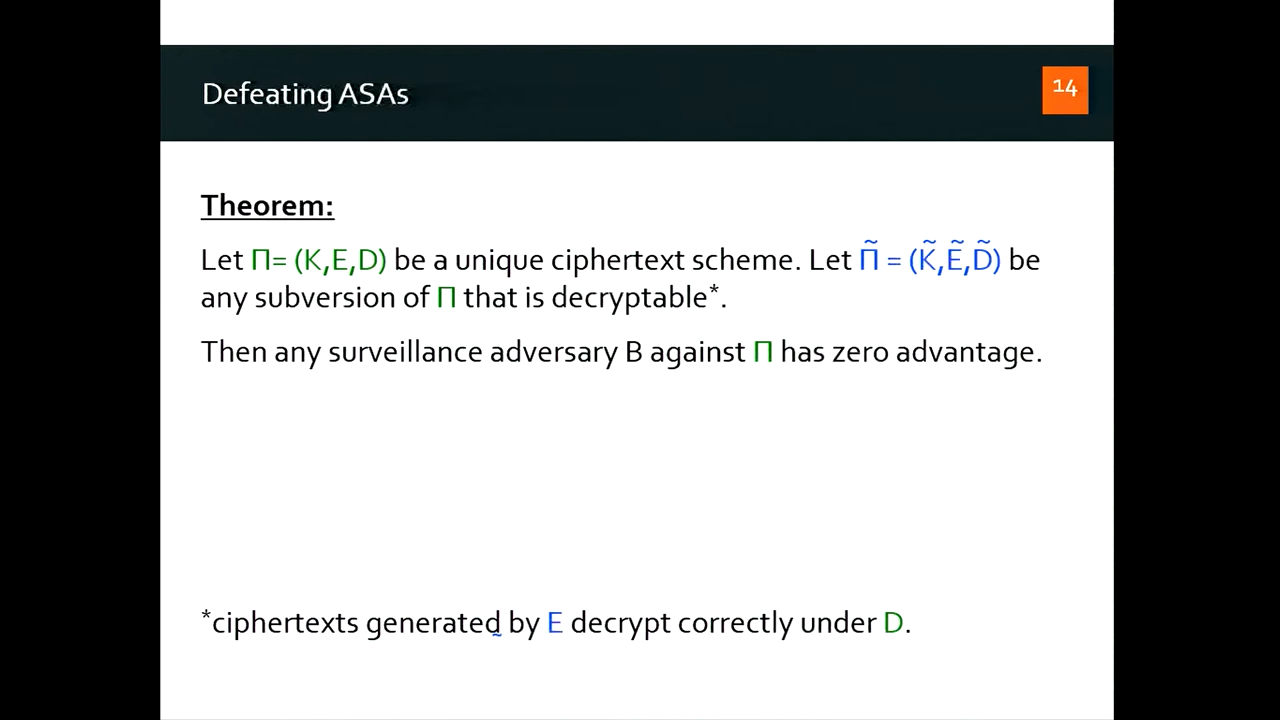 Defeating ASAs
14
Theorem:
Let Π= (K,E,D) be a unique ciphertext scheme. Let Π̃ = (K̃,Ẽ,D̃) be
any subversion of Π that is decryptable*.
Then any surveillance adversary B against Π has zero advantage.
*ciphertexts generated by E decrypt correctly under D.
~